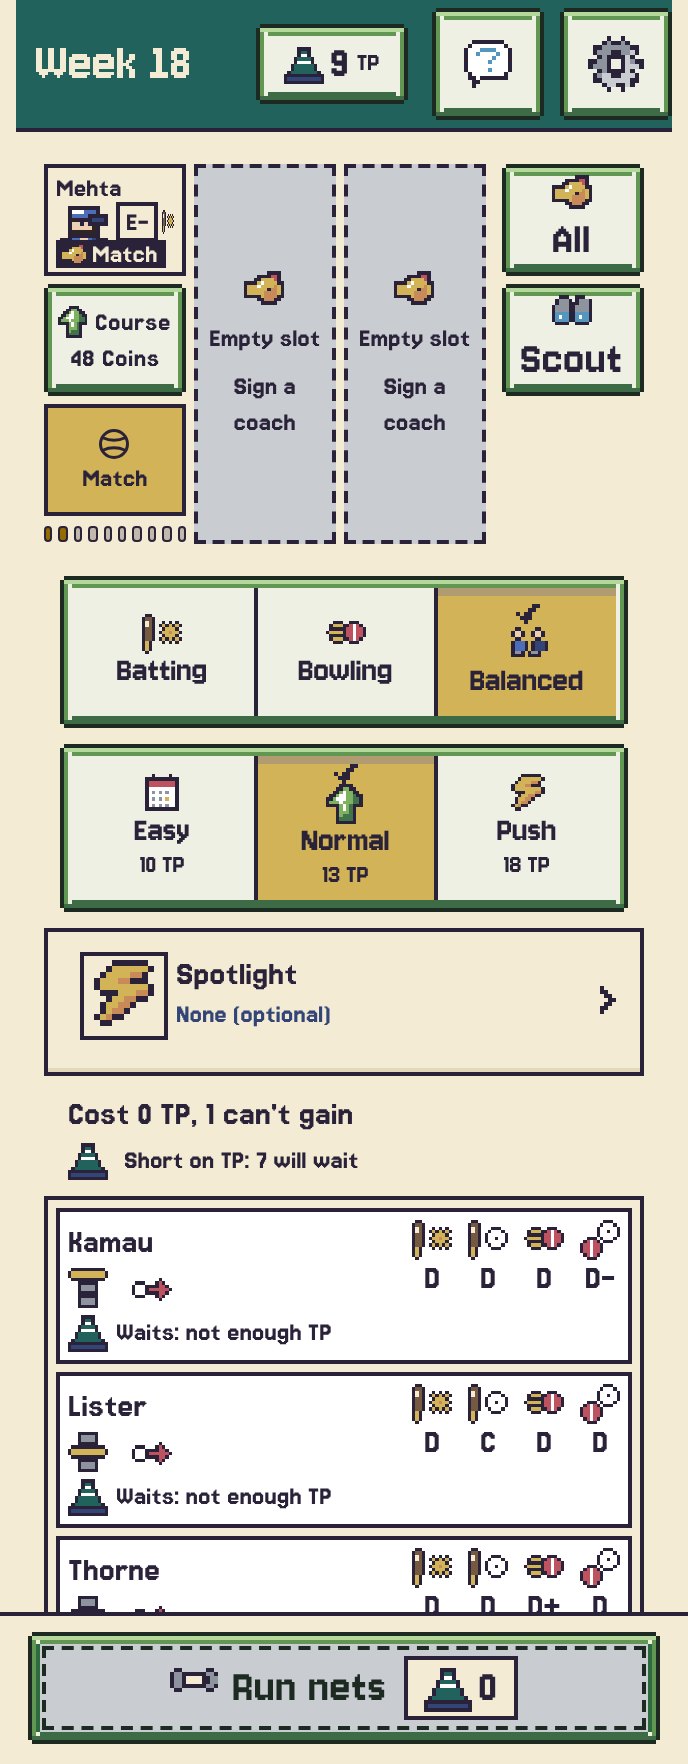 Week 18
9 TP
?
Mehta
E-
Match
Course
48 Coins
Match
Empty slot
Sign a
coach
Empty slot
Sign a
coach
All
Scout
Batting
Bowling
Balanced
Easy
10 TP
Normal
13 TP
Push
18 TP
Spotlight
None (optional)
Cost 0 TP, 1 can't gain
Short on TP: 7 will wait
Kamau
D D D D-
Waits: not enough TP
Lister
D C D D
Waits: not enough TP
Thorne
D D D+ D
Run nets 0